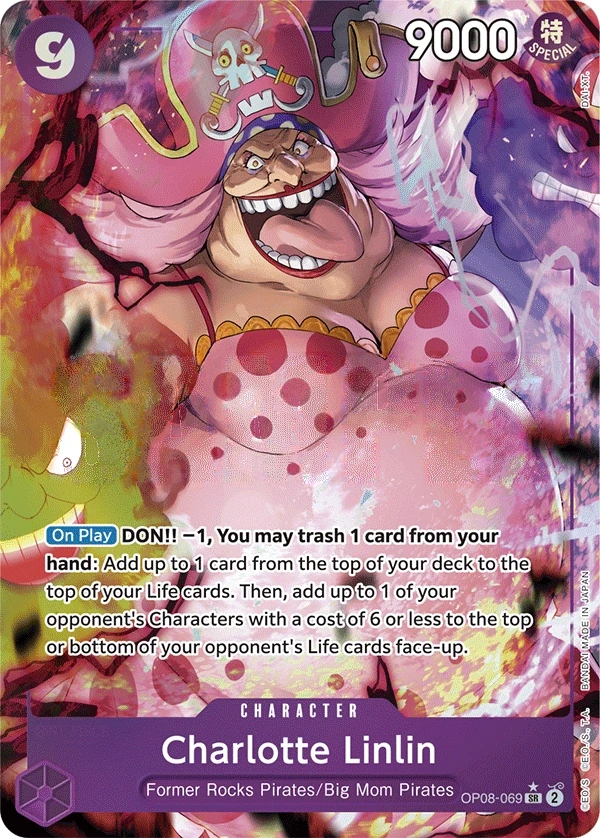 9
9000
特
SPECIAL
DAI-XT.
On Play DON!! −1, You may trash 1 card from your
hand: Add up to 1 card from the top of your deck to the
top of your Life cards. Then, add up to 1 of your
opponent's Characters with a cost of 6 or less to the top
or bottom of your opponent's Life cards face-up.
©E.O./S., T.A. BANDAI MADE IN JAPAN
CHARACTER
Charlotte Linlin
Former Rocks Pirates/Big Mom Pirates
OP08-069 SR 2